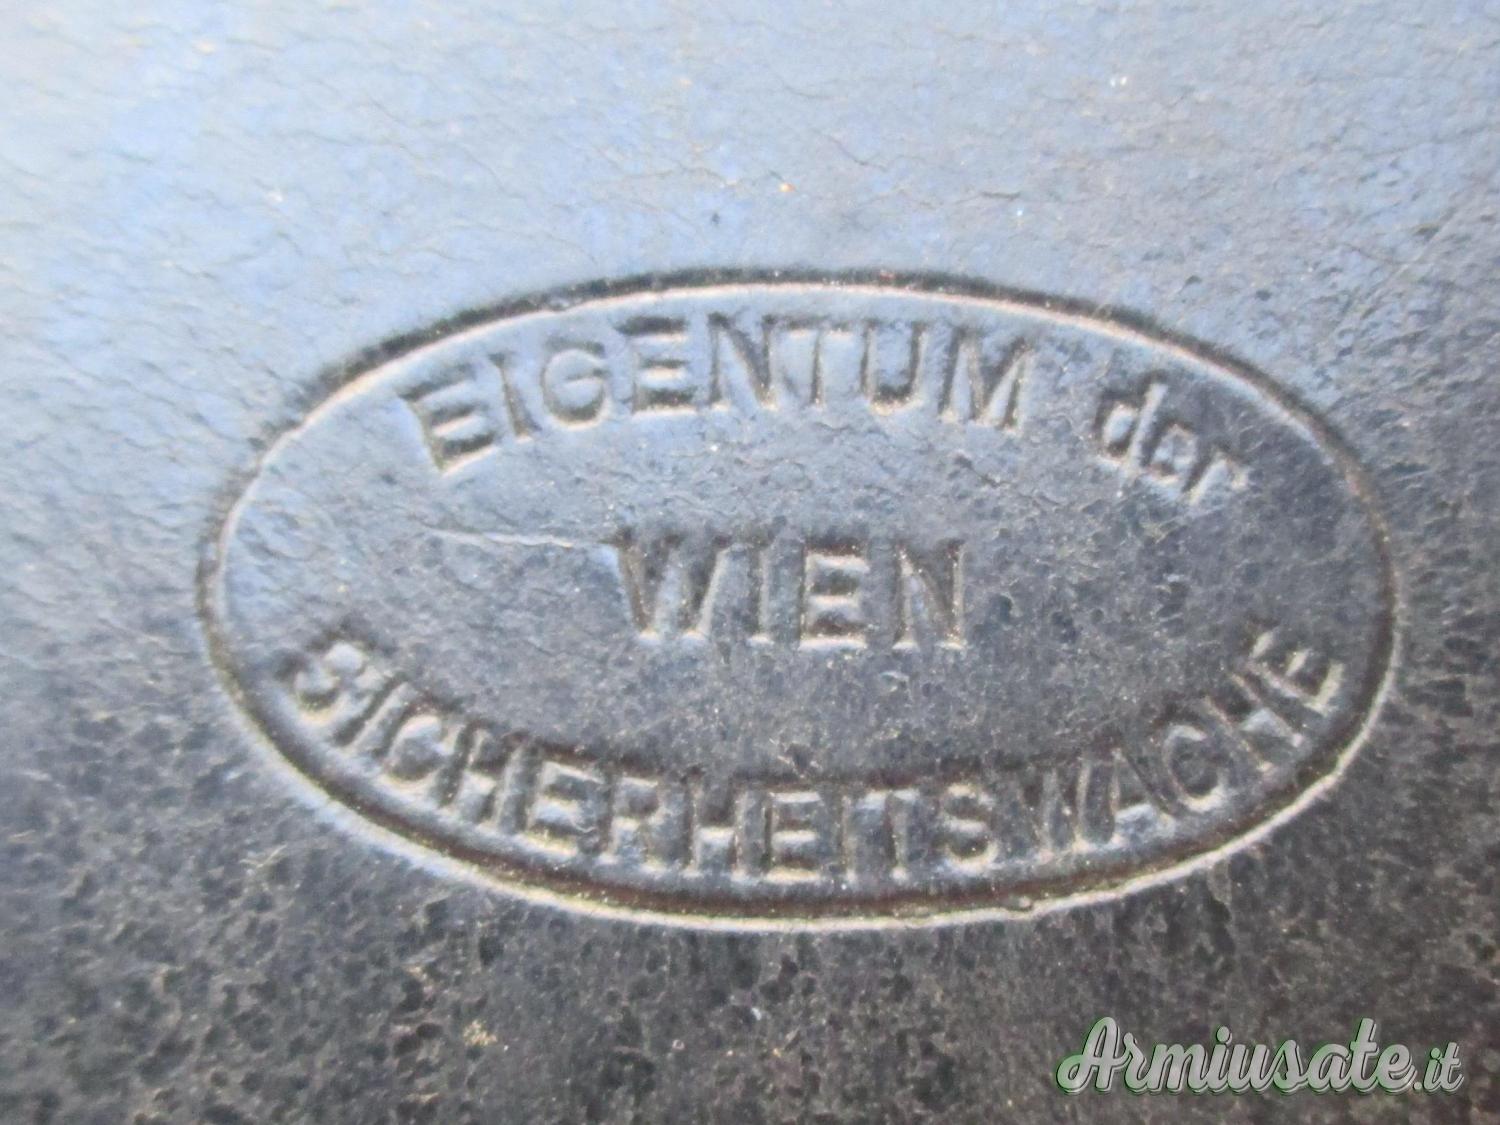 EIGENTUM der
WIEN
SICHERHEITSWACHE
Armiusate.it